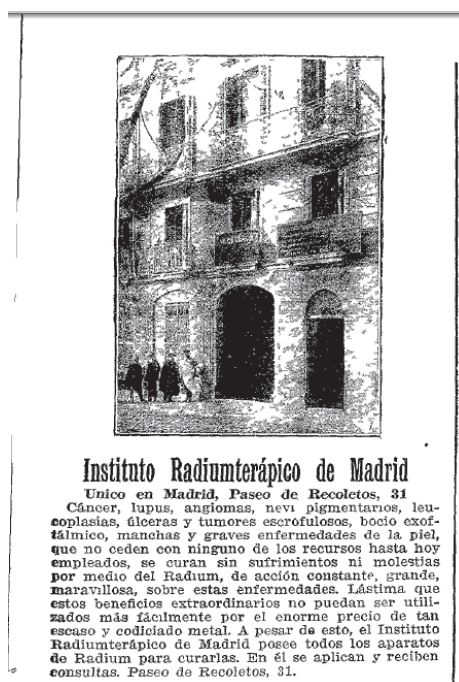 Instituto Radiumterápico de Madrid
Unico en Madrid, Paseo de Recoletos, 31
Cáncer, lupus, angiomas, nevi pigmentarios, leu-
coplasias, úlceras y tumores escrofulosos, bocio exof-
tálmico, manchas y graves enfermedades de la piel,
que no ceden con ninguno de los recursos hasta hoy
empleados, se curan sin sufrimientos ni molestias
por medio del Radium, de acción constante, grande,
maravillosa, sobre estas enfermedades. Lástima que
estos beneficios extraordinarios no puedan ser utili-
zados más fácilmente por el enorme precio de tan
escaso y codiciado metal. A pesar de esto, el Instituto
Radiumterápico de Madrid posee todos los aparatos
de Radium para curarlas. En él se aplican y reciben
consultas. Paseo de Recoletos, 31.